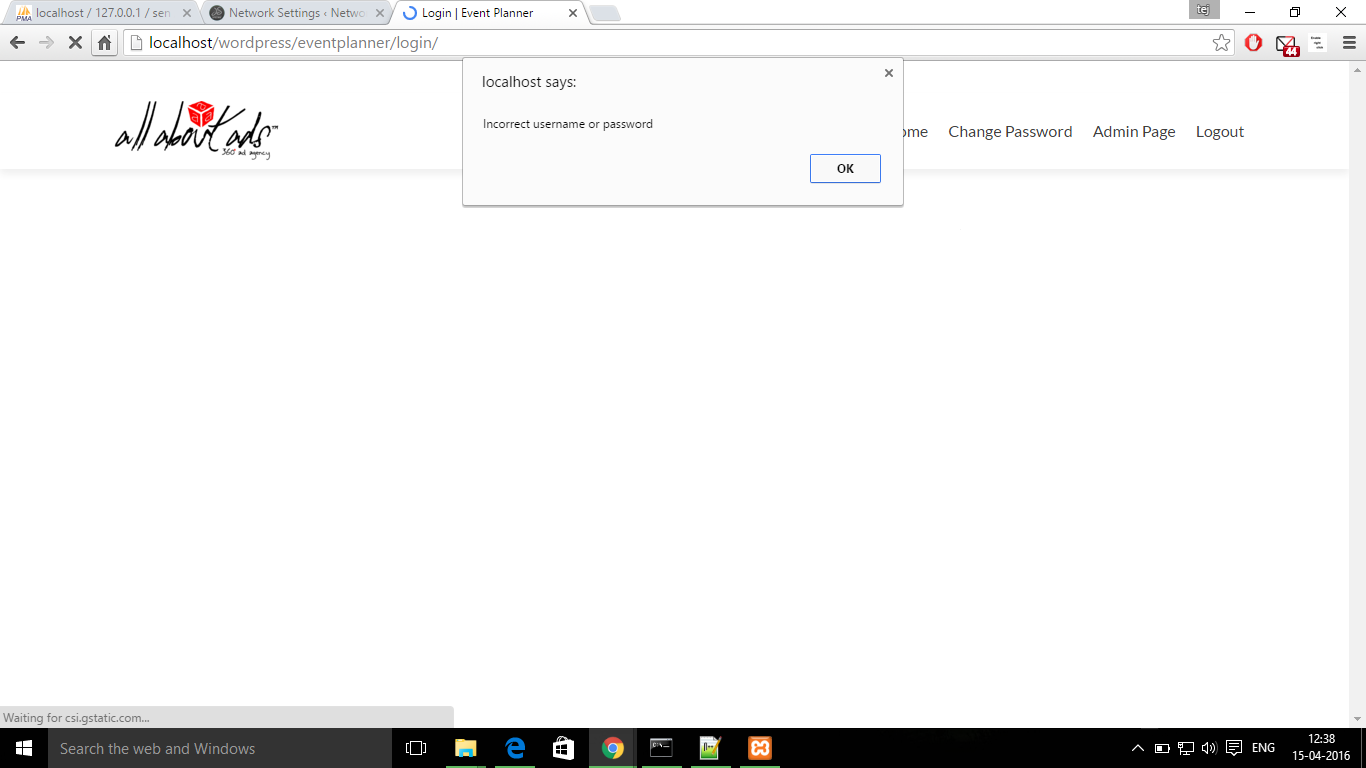 localhost / 127.0.0.1 / sen
Network Settings ‹ Netwo
Login | Event Planner
tej
localhost/wordpress/eventplanner/login/
44
localhost says:
Incorrect username or password
OK
all about ads™
360 ad agency
ome
Change Password
Admin Page
Logout
Waiting for csi.gstatic.com...
Search the web and Windows
ENG
12:38
15-04-2016